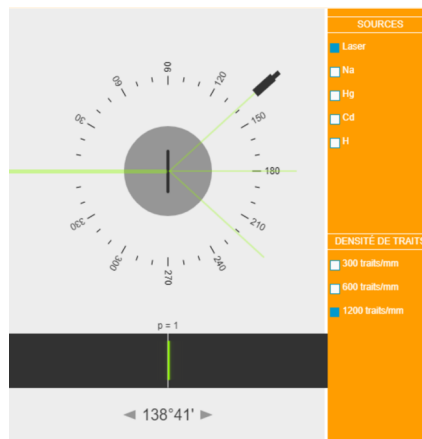 SOURCES
Laser
Na
Hg
Cd
H
90
60
120
30
150
180
330
210
300
240
270
DENSITÉ DE TRAITS
300 traits/mm
600 traits/mm
1200 traits/mm
p = 1
◄ 138°41' ►